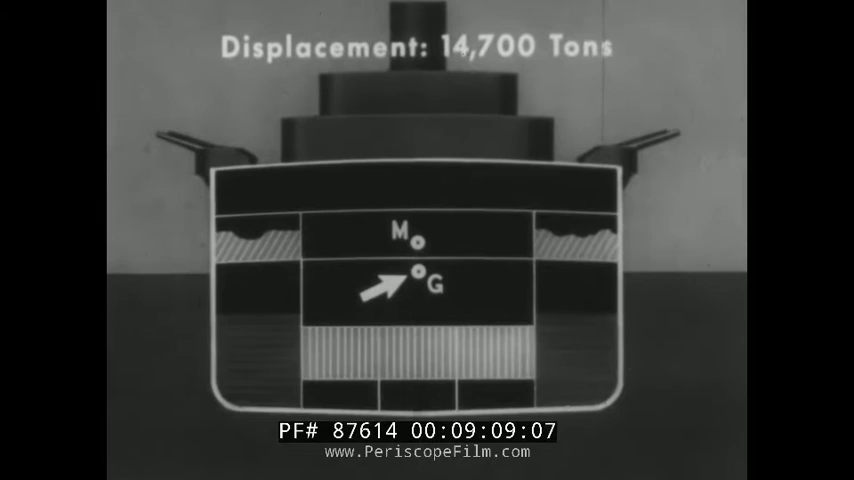 Displacement: 14,700 Tons
M
G
PF# 87614 00:09:09:07
www.PeriscopeFilm.com